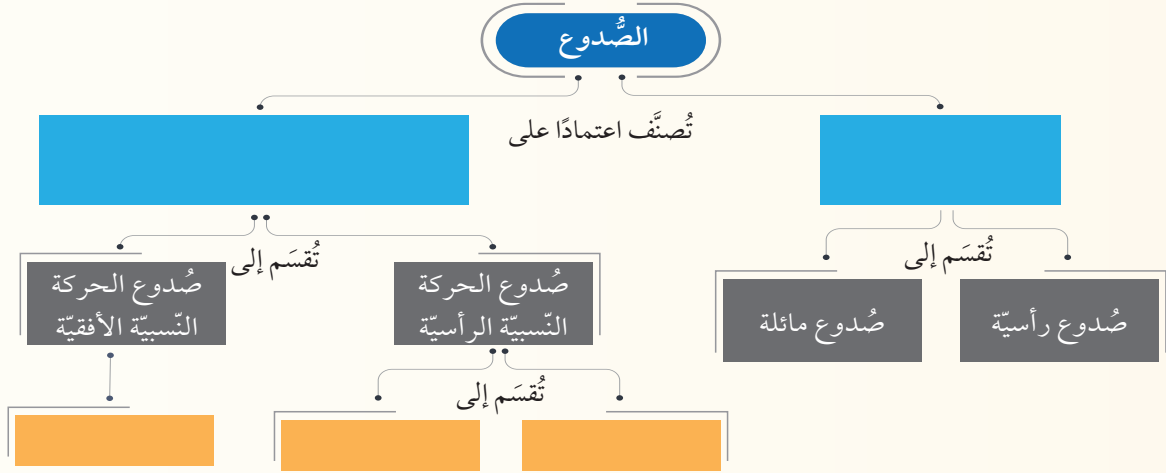 الصُّدوع
تُصنَّف اعتمادًا على
تُقسَم إلى
صُدوع رأسيّة
صُدوع مائلة
تُقسَم إلى
صُدوع الحركة
النّسبيّة الرأسيّة
صُدوع الحركة
النّسبيّة الأفقيّة
تُقسَم إلى